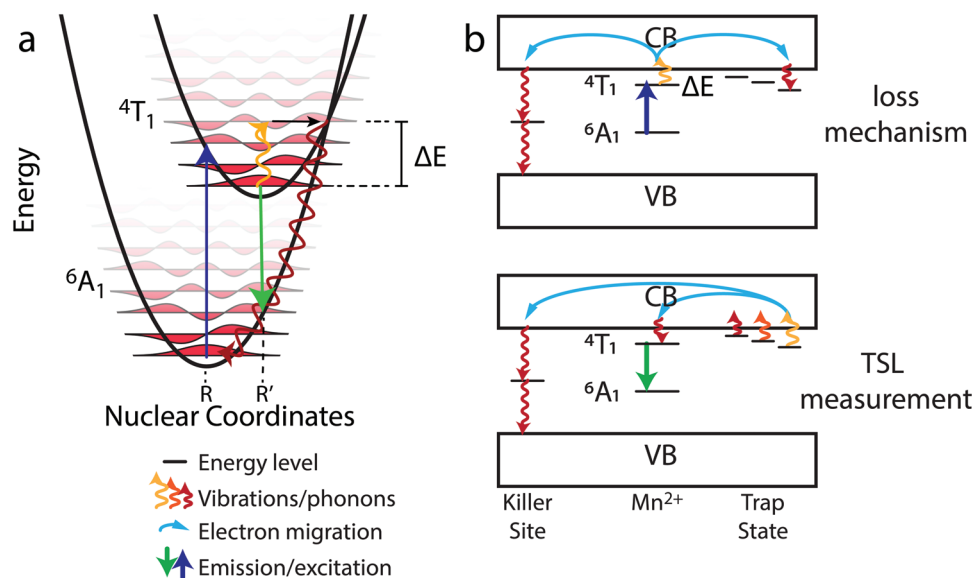 a
⁴T₁
ΔE
Energy
⁶A₁
R
R′
Nuclear Coordinates
Energy level
Vibrations/phonons
Electron migration
Emission/excitation
b
CB
⁴T₁
ΔE
⁶A₁
VB
loss
mechanism
CB
⁴T₁
⁶A₁
VB
TSL
measurement
Killer
Site
Mn²⁺
Trap
State